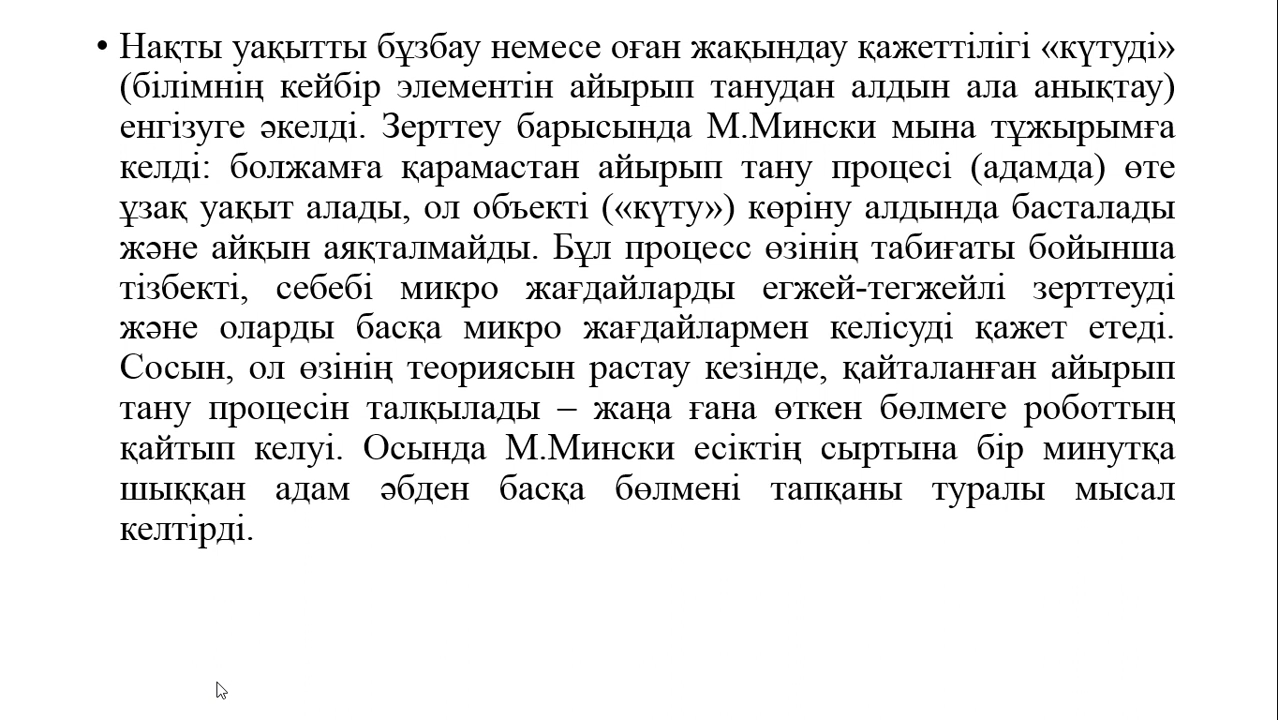 • Нақты уақытты бұзбау немесе оған жақындау қажеттілігі «күтуді»
(білімнің кейбір элементін айырып танудан алдын ала анықтау)
енгізуге әкелді. Зерттеу барысында М.Мински мына тұжырымға
келді: болжамға қарамастан айырып тану процесі (адамда) өте
ұзақ уақыт алады, ол объекті («күту») көріну алдында басталады
және айқын аяқталмайды. Бұл процесс өзінің табиғаты бойынша
тізбекті, себебі микро жағдайларды егжей-тегжейлі зерттеуді
және оларды басқа микро жағдайлармен келісуді қажет етеді.
Сосын, ол өзінің теориясын растау кезінде, қайталанған айырып
тану процесін талқылады – жаңа ғана өткен бөлмеге роботтың
қайтып келуі. Осында М.Мински есіктің сыртына бір минутқа
шыққан адам әбден басқа бөлмені тапқаны туралы мысал
келтірді.